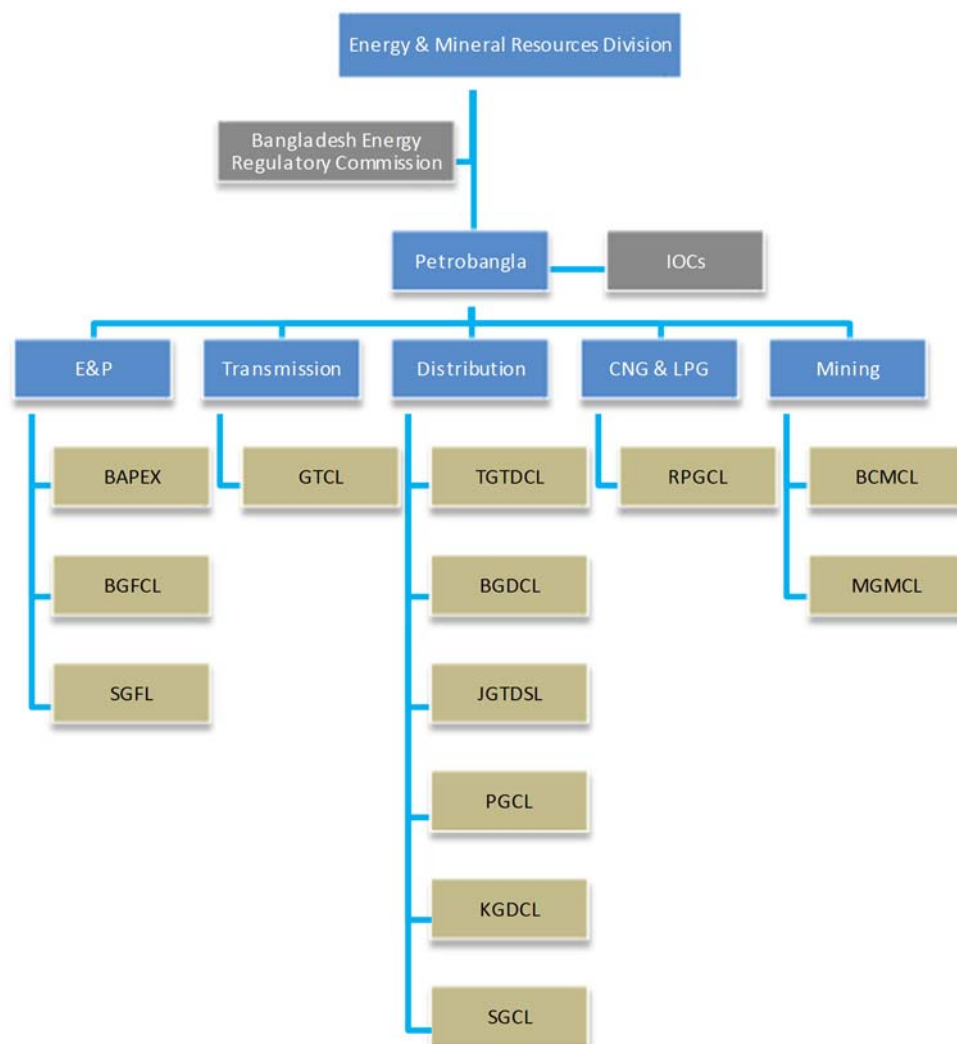 Energy & Mineral Resources Division
Bangladesh Energy
Regulatory Commission
Petrobangla
IOCs
E&P
Transmission
Distribution
CNG & LPG
Mining
BAPEX
GTCL
TGTDCL
RPGCL
BCMCL
BGFCL
BGDCL
MGMCL
SGFL
JGTDSL
PGCL
KGDCL
SGCL